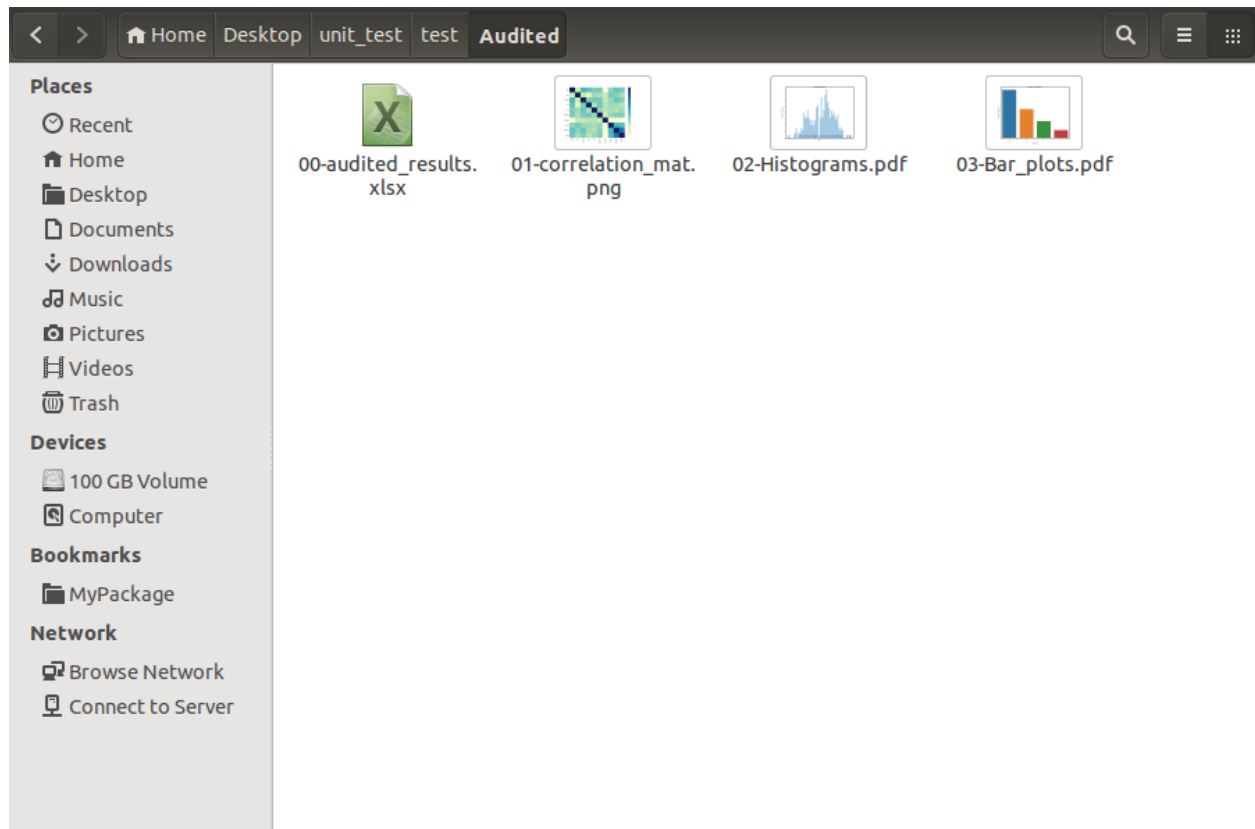 Home Desktop unit_test test Audited
Places
Recent
Home
Desktop
Documents
Downloads
Music
Pictures
Videos
Trash
Devices
100 GB Volume
Computer
Bookmarks
MyPackage
Network
Browse Network
Connect to Server
00-audited_results.
xlsx
01-correlation_mat.
png
02-Histograms.pdf
03-Bar_plots.pdf